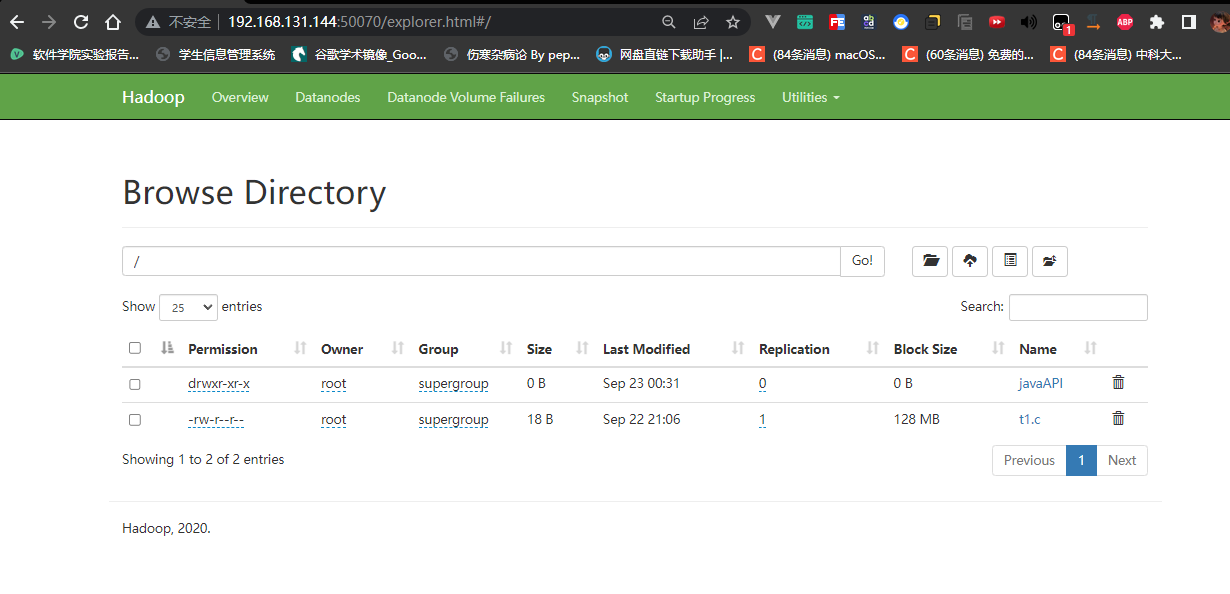 不安全 192.168.131.144:50070/explorer.html#/
FE ab 1 ABP
软件学院实验报告... 学生信息管理系统 谷歌学术镜像_Goo... 伤寒杂病论 By pep... 网盘直链下载助手 |... C (84条消息) macOS... C (60条消息) 免费的... C (84条消息) 中科大...
Hadoop Overview Datanodes Datanode Volume Failures Snapshot Startup Progress Utilities
Browse Directory
/ Go!
Show 25 entries Search:
Permission Owner Group Size Last Modified Replication Block Size Name
drwxr-xr-x root supergroup 0 B Sep 23 00:31 0 0 B javaAPI
-rw-r--r-- root supergroup 18 B Sep 22 21:06 1 128 MB t1.c
Showing 1 to 2 of 2 entries Previous 1 Next
Hadoop, 2020.